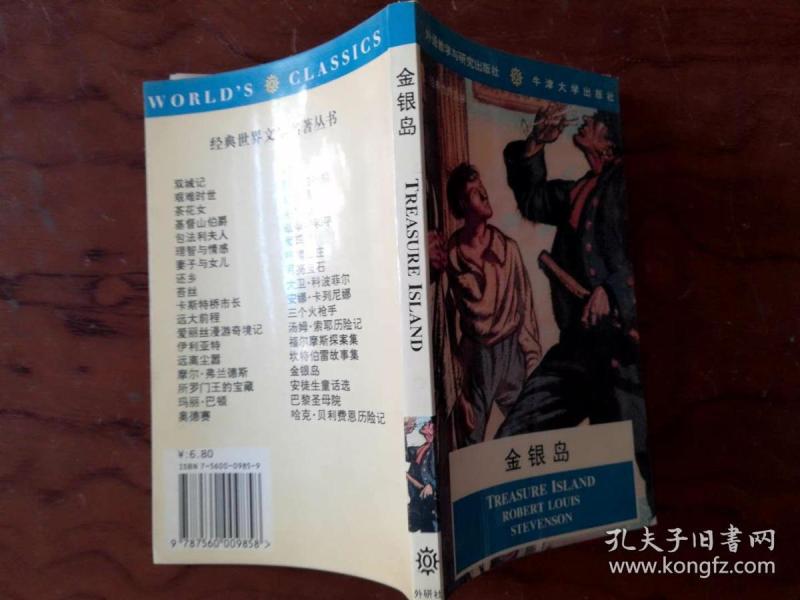 WORLD'S CLASSICS
经典世界文 名著丛书
双城记
艰难时世
茶花女
基督山伯爵
包法利夫人
理智与情感
妻子与女儿
还乡
苔丝
卡斯特桥市长
远大前程
爱丽丝漫游奇境记
伊利亚特
远离尘嚣
摩尔·弗兰德斯
所罗门王的宝藏
玛丽·巴顿
奥德赛
宝石
大卫·科波菲尔
安娜·卡列尼娜
三个火枪手
汤姆·索耶历险记
福尔摩斯探案集
坎特伯雷故事集
金银岛
安徒生童话选
巴黎圣母院
哈克·贝利费恩历险记
¥:6.80
ISBN 7-5600-0985-9
9 787560 009858 >
金银岛
TREASURE ISLAND
外研社
外语教学与研究出版社
牛津大学出版社
金银岛
TREASURE ISLAND
ROBERT LOUIS
STEVENSON
孔夫子旧书网
www.kongfz.com